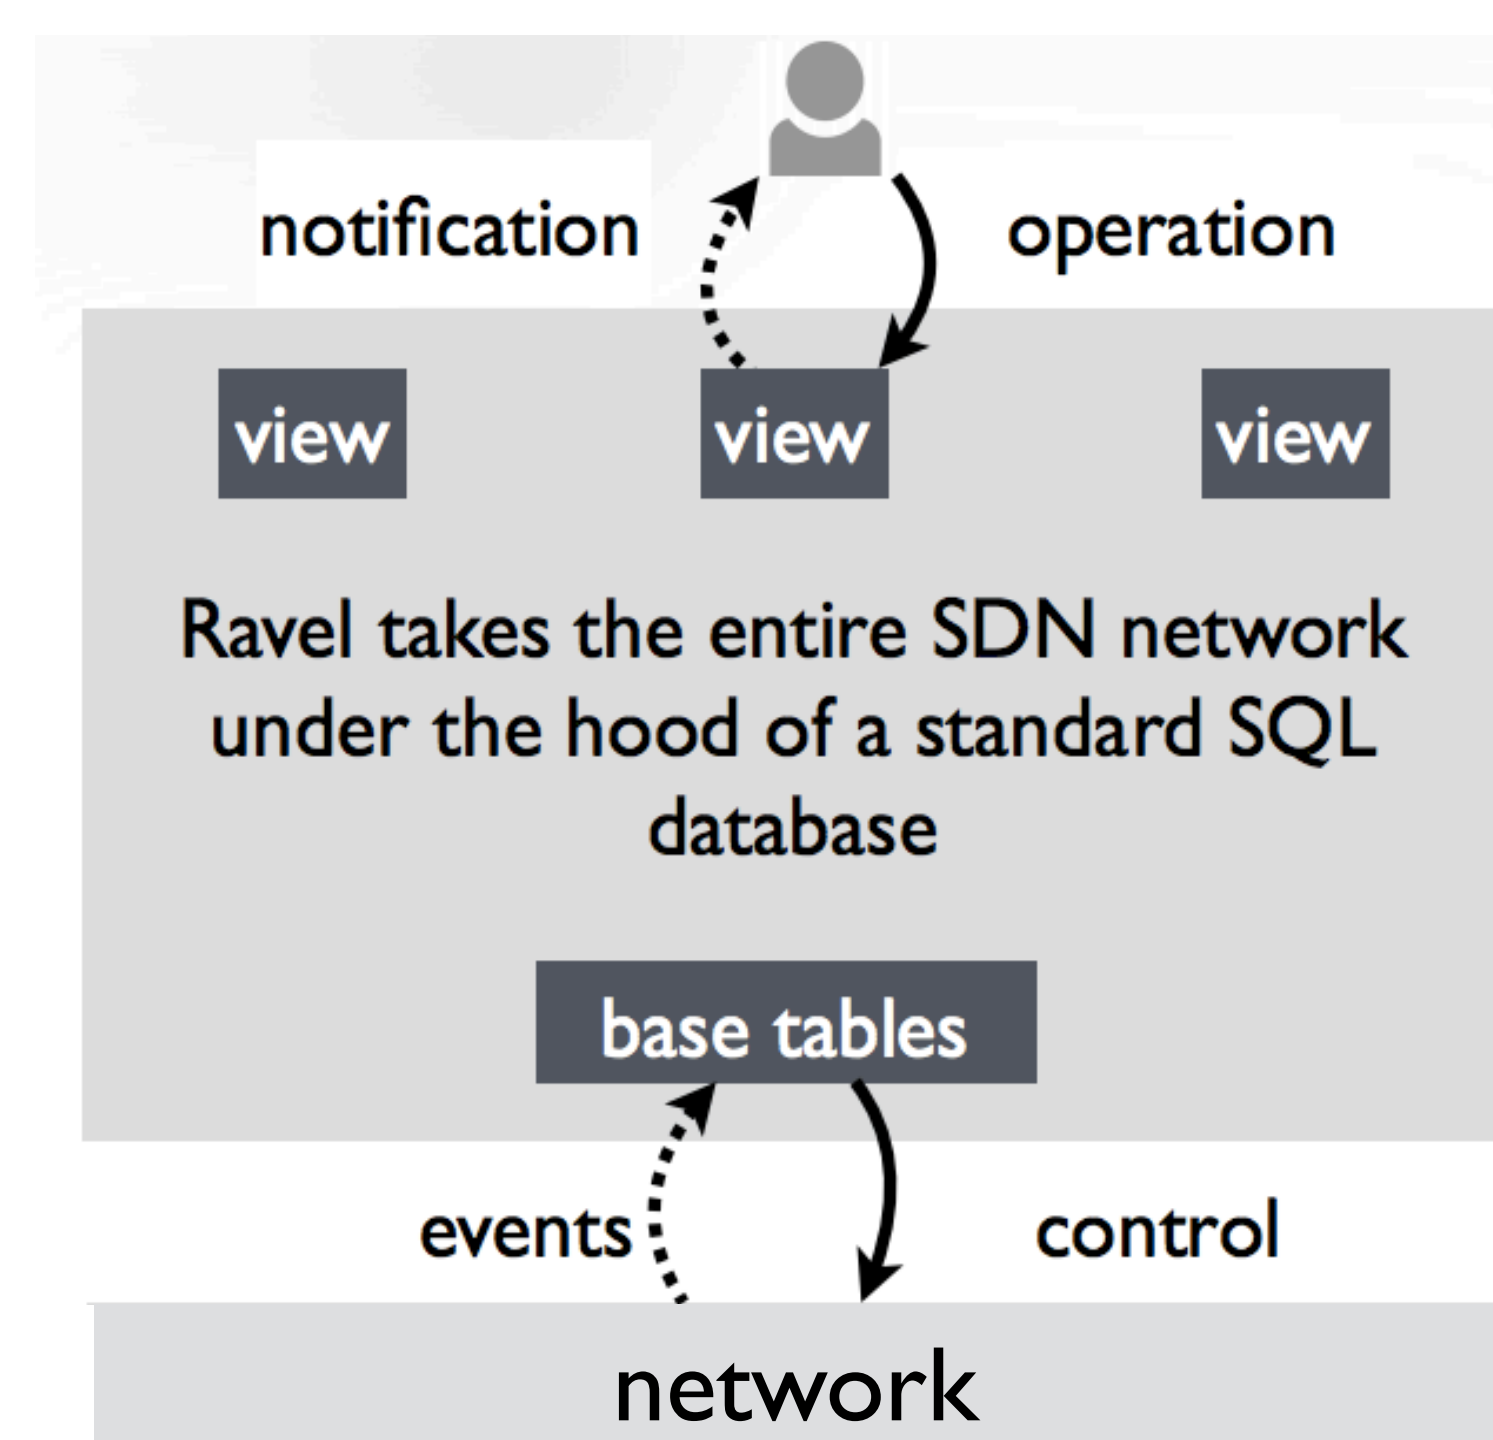 notification
operation
view
view
view
Ravel takes the entire SDN network
under the hood of a standard SQL
database
base tables
events
control
network